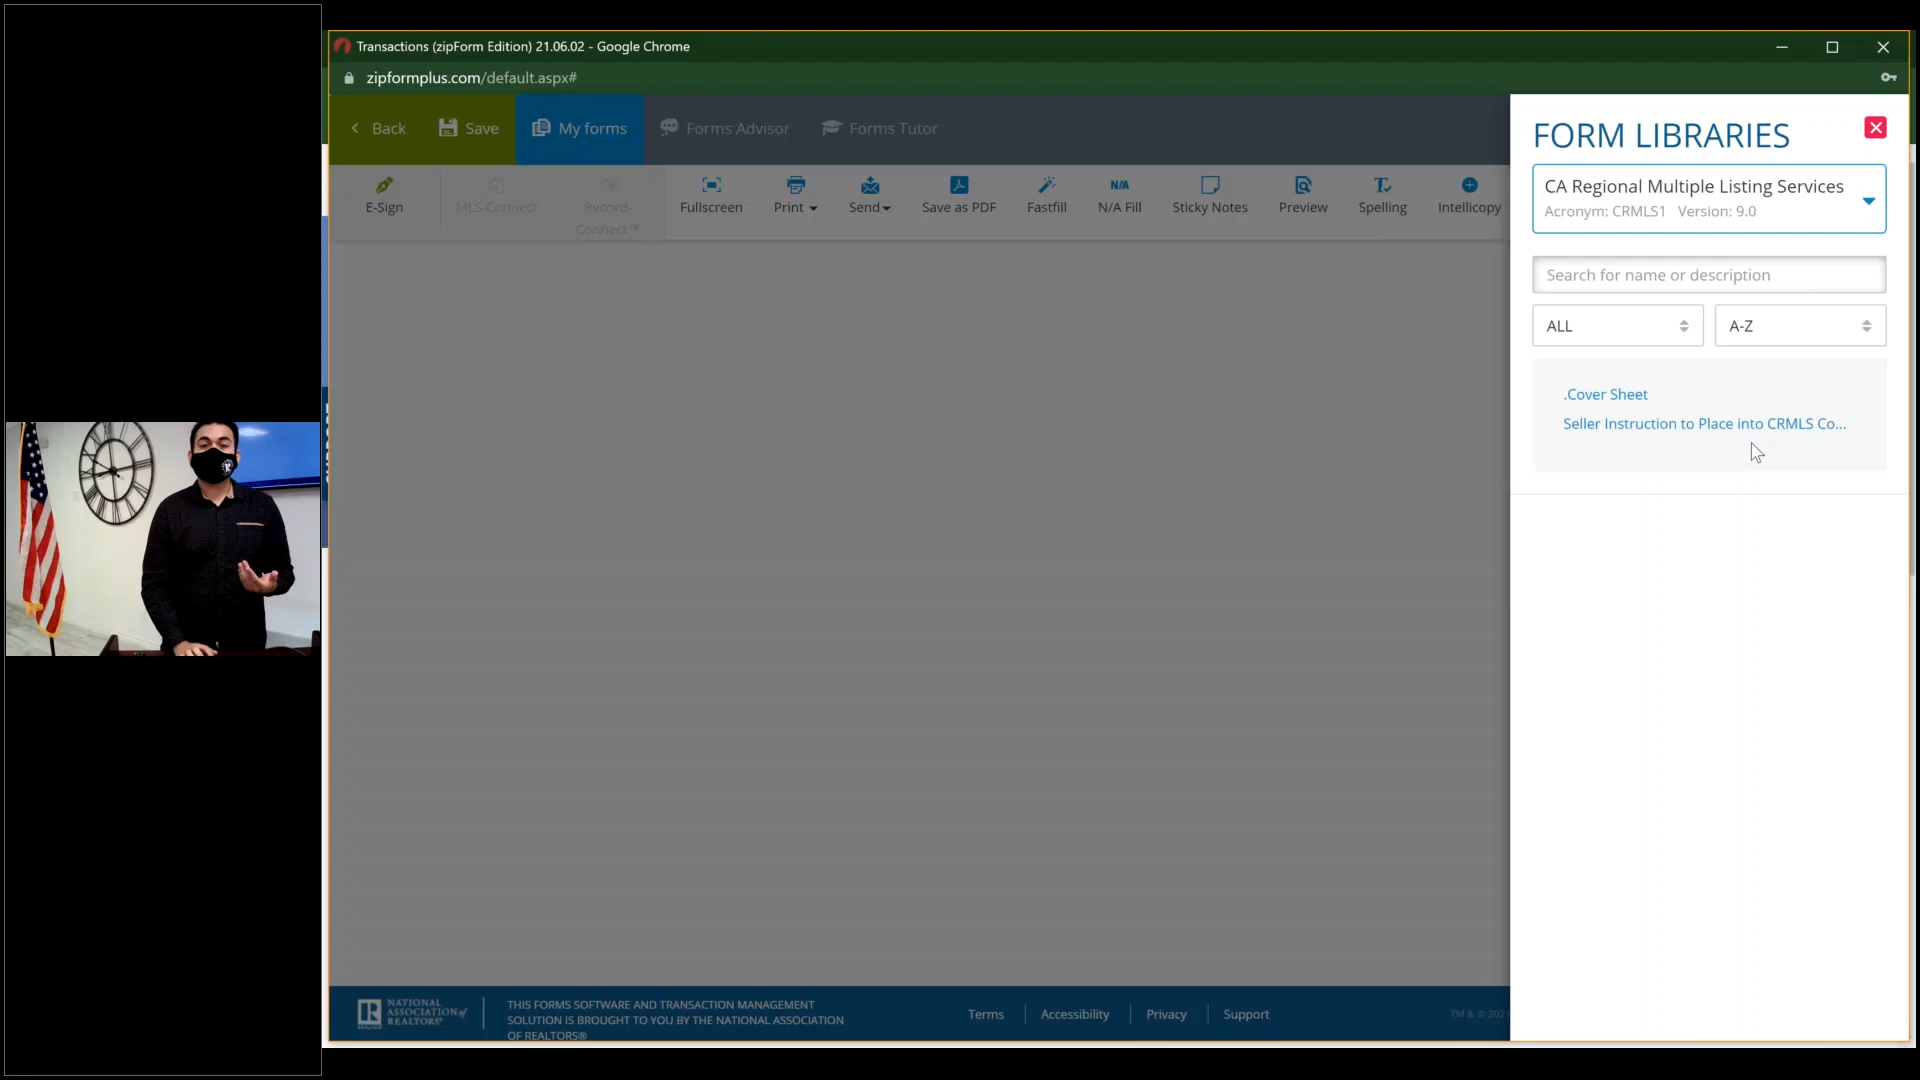 Transactions (zipForm Edition) 21.06.02 - Google Chrome
zipformplus.com/default.aspx#
Back
Save
My forms
Forms Advisor
Forms Tutor
E-Sign
MLS-Connect
Record-
Connect™
Fullscreen
Print
Send
Save as PDF
Fastfill
N/A
N/A Fill
Sticky Notes
Preview
Spelling
Intellicopy
FORM LIBRARIES
CA Regional Multiple Listing Services
Acronym: CRMLS1 Version: 9.0
Search for name or description
ALL
A-Z
.Cover Sheet
Seller Instruction to Place into CRMLS Co...
NATIONAL
ASSOCIATION of
REALTORS®
THIS FORMS SOFTWARE AND TRANSACTION MANAGEMENT
SOLUTION IS BROUGHT TO YOU BY THE NATIONAL ASSOCIATION
OF REALTORS®
Terms
Accessibility
Privacy
Support
TM & © 2021